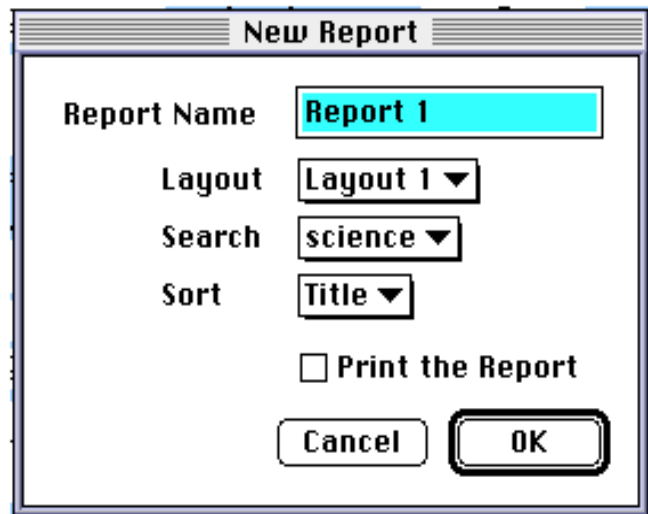 New Report
Report Name Report 1
Layout Layout 1
Search science
Sort Title
Print the Report
Cancel OK